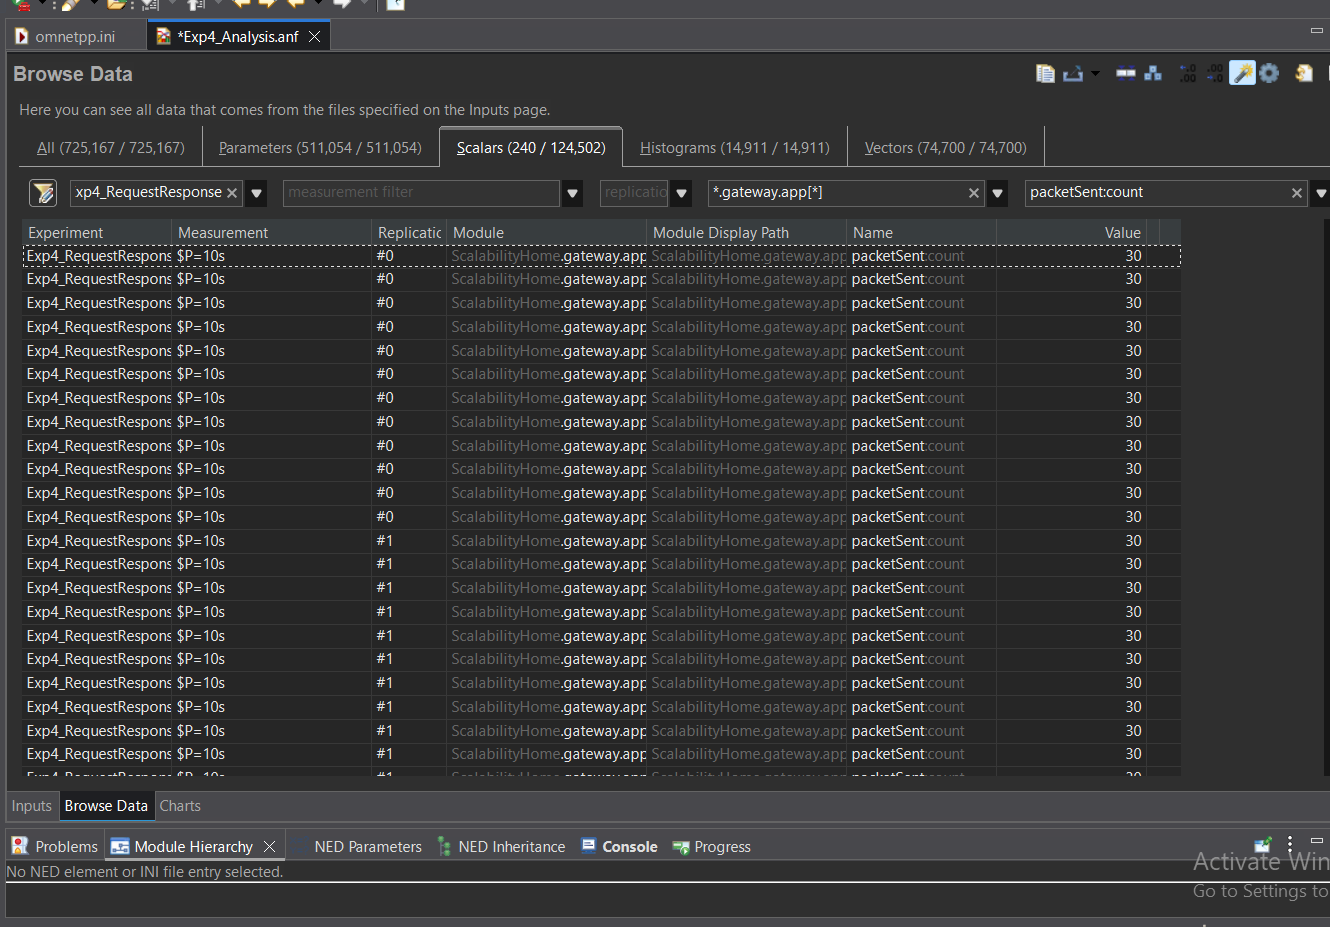 omnetpp.ini *Exp4_Analysis.anf
Browse Data
Here you can see all data that comes from the files specified on the Inputs page.
All (725,167 / 725,167) Parameters (511,054 / 511,054) Scalars (240 / 124,502) Histograms (14,911 / 14,911) Vectors (74,700 / 74,700)
xp4_RequestResponse measurement filter replicatio *.gateway.app[*] packetSent:count
Experiment Measurement Replicatic Module Module Display Path Name Value
Exp4_RequestRespons $P=10s #0 ScalabilityHome.gateway.app ScalabilityHome.gateway.app packetSent:count 30
Exp4_RequestRespons $P=10s #0 ScalabilityHome.gateway.app ScalabilityHome.gateway.app packetSent:count 30
Exp4_RequestRespons $P=10s #0 ScalabilityHome.gateway.app ScalabilityHome.gateway.app packetSent:count 30
Exp4_RequestRespons $P=10s #0 ScalabilityHome.gateway.app ScalabilityHome.gateway.app packetSent:count 30
Exp4_RequestRespons $P=10s #0 ScalabilityHome.gateway.app ScalabilityHome.gateway.app packetSent:count 30
Exp4_RequestRespons $P=10s #0 ScalabilityHome.gateway.app ScalabilityHome.gateway.app packetSent:count 30
Exp4_RequestRespons $P=10s #0 ScalabilityHome.gateway.app ScalabilityHome.gateway.app packetSent:count 30
Exp4_RequestRespons $P=10s #0 ScalabilityHome.gateway.app ScalabilityHome.gateway.app packetSent:count 30
Exp4_RequestRespons $P=10s #0 ScalabilityHome.gateway.app ScalabilityHome.gateway.app packetSent:count 30
Exp4_RequestRespons $P=10s #0 ScalabilityHome.gateway.app ScalabilityHome.gateway.app packetSent:count 30
Exp4_RequestRespons $P=10s #0 ScalabilityHome.gateway.app ScalabilityHome.gateway.app packetSent:count 30
Exp4_RequestRespons $P=10s #0 ScalabilityHome.gateway.app ScalabilityHome.gateway.app packetSent:count 30
Exp4_RequestRespons $P=10s #1 ScalabilityHome.gateway.app ScalabilityHome.gateway.app packetSent:count 30
Exp4_RequestRespons $P=10s #1 ScalabilityHome.gateway.app ScalabilityHome.gateway.app packetSent:count 30
Exp4_RequestRespons $P=10s #1 ScalabilityHome.gateway.app ScalabilityHome.gateway.app packetSent:count 30
Exp4_RequestRespons $P=10s #1 ScalabilityHome.gateway.app ScalabilityHome.gateway.app packetSent:count 30
Exp4_RequestRespons $P=10s #1 ScalabilityHome.gateway.app ScalabilityHome.gateway.app packetSent:count 30
Exp4_RequestRespons $P=10s #1 ScalabilityHome.gateway.app ScalabilityHome.gateway.app packetSent:count 30
Exp4_RequestRespons $P=10s #1 ScalabilityHome.gateway.app ScalabilityHome.gateway.app packetSent:count 30
Exp4_RequestRespons $P=10s #1 ScalabilityHome.gateway.app ScalabilityHome.gateway.app packetSent:count 30
Exp4_RequestRespons $P=10s #1 ScalabilityHome.gateway.app ScalabilityHome.gateway.app packetSent:count 30
Exp4_RequestRespons $P=10s #1 ScalabilityHome.gateway.app ScalabilityHome.gateway.app packetSent:count 30
Inputs Browse Data Charts
Problems Module Hierarchy NED Parameters NED Inheritance Console Progress
No NED element or INI file entry selected.
Activate Win
Go to Settings to